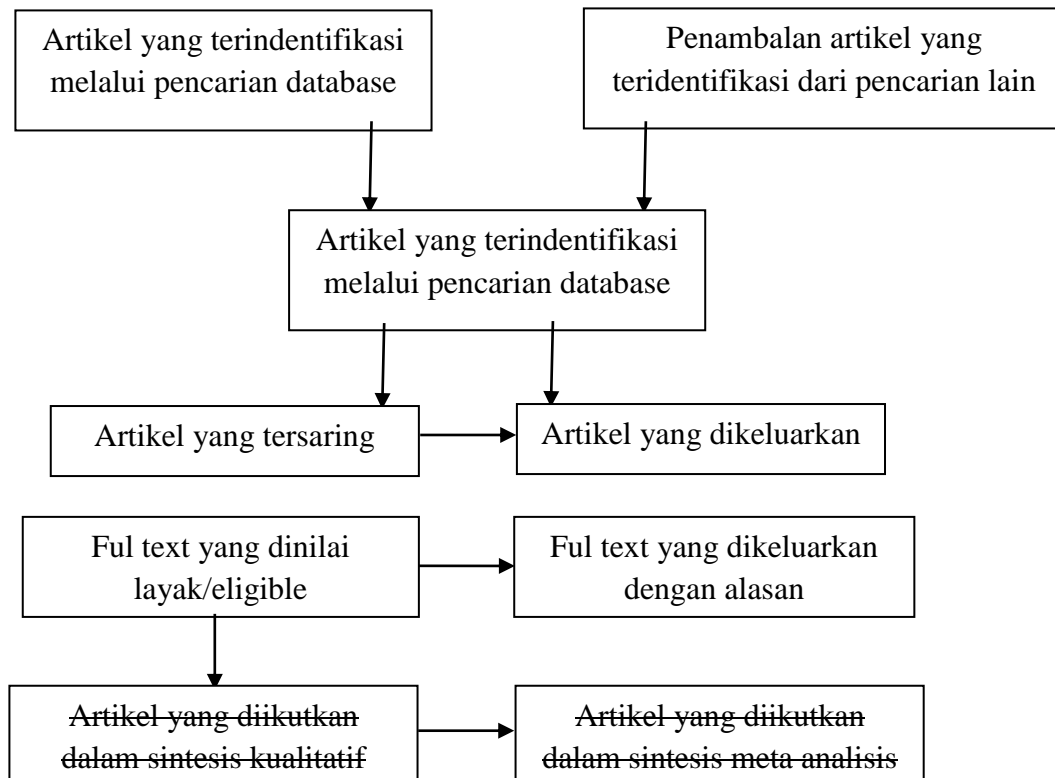 Artikel yang terindentifikasi
melalui pencarian database
Penambalan artikel yang
teridentifikasi dari pencarian lain
Artikel yang terindentifikasi
melalui pencarian database
Artikel yang tersaring
Artikel yang dikeluarkan
Ful text yang dinilai
layak/eligible
Ful text yang dikeluarkan
dengan alasan
Artikel yang diikutkan
dalam sintesis kualitatif
Artikel yang diikutkan
dalam sintesis meta analisis